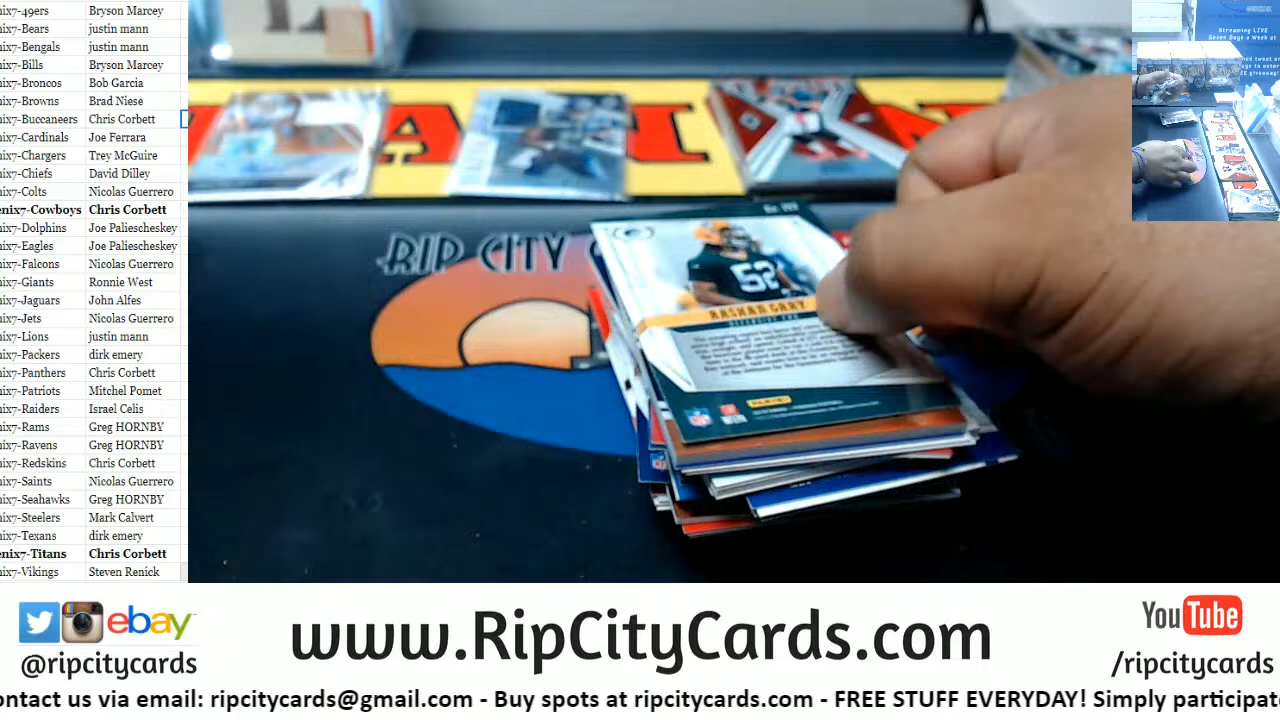 nix7-49ers Bryson Marcey
nix7-Bears justin mann
nix7-Bengals justin mann
nix7-Bills Bryson Marcey
nix7-Broncos Bob Garcia
nix7-Browns Brad Niese
nix7-Buccaneers Chris Corbett
nix7-Cardinals Joe Ferrara
nix7-Chargers Trey McGuire
nix7-Chiefs David Dilley
nix7-Colts Nicolas Guerrero
enix7-Cowboys Chris Corbett
nix7-Dolphins Joe Paliescheskey
nix7-Eagles Joe Paliescheskey
nix7-Falcons Nicolas Guerrero
nix7-Giants Ronnie West
nix7-Jaguars John Alfes
nix7-Jets Nicolas Guerrero
nix7-Lions justin mann
nix7-Packers dirk emery
nix7-Panthers Chris Corbett
nix7-Patriots Mitchel Pomet
nix7-Raiders Israel Celis
nix7-Rams Greg HORNBY
nix7-Ravens Greg HORNBY
nix7-Redskins Chris Corbett
nix7-Saints Nicolas Guerrero
nix7-Seahawks Greg HORNBY
nix7-Steelers Mark Calvert
nix7-Texans dirk emery
enix7-Titans Chris Corbett
nix7-Vikings Steven Renick
Streaming LIVE
Seven Days a Week at
RIP CITY
52
RASHAN GARY
PANINI
NFL
ebay
@ripcitycards
www.RipCityCards.com
YouTube
/ripcitycards
ontact us via email: ripcitycards@gmail.com - Buy spots at ripcitycards.com - FREE STUFF EVERYDAY! Simply participat